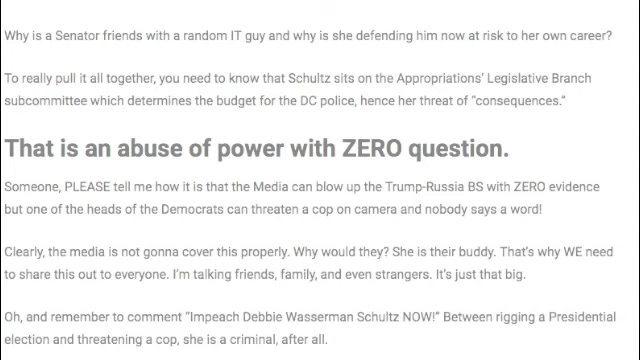 Why is a Senator friends with a random IT guy and why is she defending him now at risk to her own career?
To really pull it all together, you need to know that Schultz sits on the Appropriations’ Legislative Branch
subcommittee which determines the budget for the DC police, hence her threat of “consequences.”
That is an abuse of power with ZERO question.
Someone, PLEASE tell me how it is that the Media can blow up the Trump-Russia BS with ZERO evidence
but one of the heads of the Democrats can threaten a cop on camera and nobody says a word!
Clearly, the media is not gonna cover this properly. Why would they? She is their buddy. That’s why WE need
to share this out to everyone. I’m talking friends, family, and even strangers. It’s just that big.
Oh, and remember to comment “Impeach Debbie Wasserman Schultz NOW!” Between rigging a Presidential
election and threatening a cop, she is a criminal, after all.